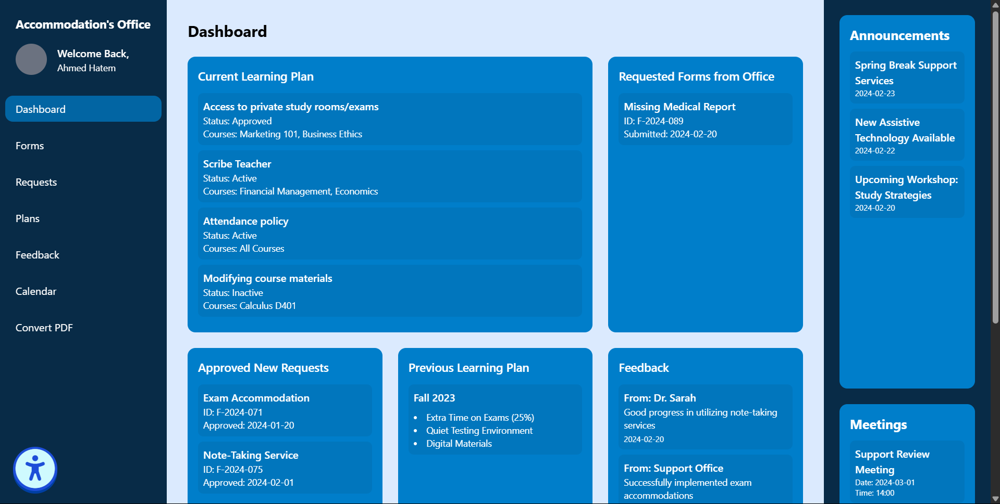 Accommodation's Office
Welcome Back,
Ahmed Hatem
Dashboard
Forms
Requests
Plans
Feedback
Calendar
Convert PDF
Dashboard
Current Learning Plan
Access to private study rooms/exams
Status: Approved
Courses: Marketing 101, Business Ethics
Scribe Teacher
Status: Active
Courses: Financial Management, Economics
Attendance policy
Status: Active
Courses: All Courses
Modifying course materials
Status: Inactive
Courses: Calculus D401
Requested Forms from Office
Missing Medical Report
ID: F-2024-089
Submitted: 2024-02-20
Approved New Requests
Exam Accommodation
ID: F-2024-071
Approved: 2024-01-20
Note-Taking Service
ID: F-2024-075
Approved: 2024-02-01
Previous Learning Plan
Fall 2023
• Extra Time on Exams (25%)
• Quiet Testing Environment
• Digital Materials
Feedback
From: Dr. Sarah
Good progress in utilizing note-taking
services
2024-02-20
From: Support Office
Successfully implemented exam
accommodations
Announcements
Spring Break Support
Services
2024-02-23
New Assistive
Technology Available
2024-02-22
Upcoming Workshop:
Study Strategies
2024-02-20
Meetings
Support Review
Meeting
Date: 2024-03-01
Time: 14:00